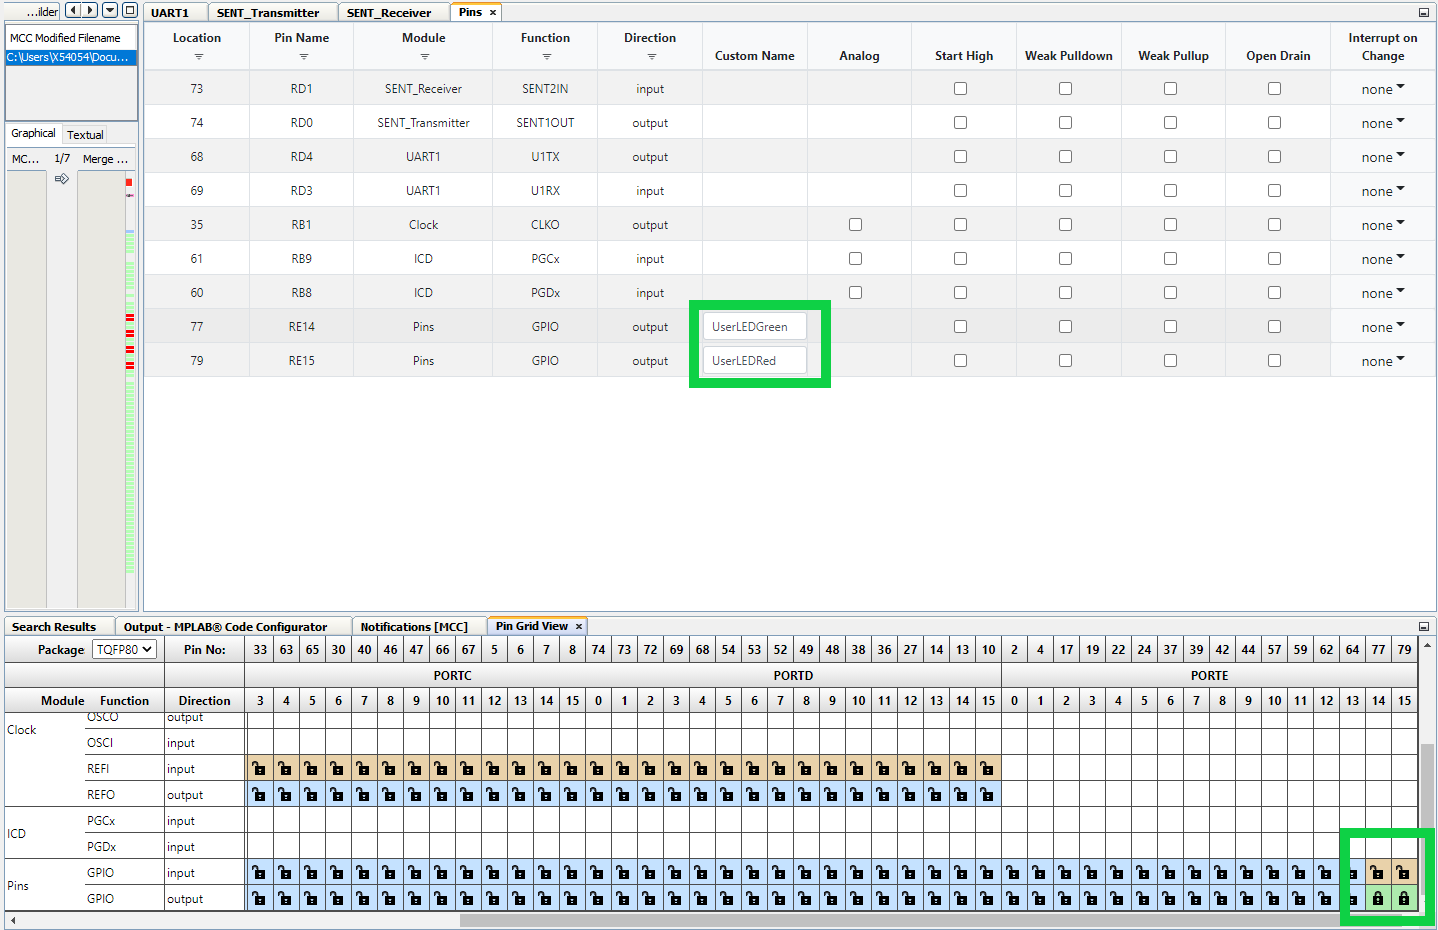 ...ilder
UART1 SENT_Transmitter SENT_Receiver Pins ×
MCC Modified Filename
C:\Users\X54054\Docu...
Graphical Textual
MC... 1/7 Merge ...
Location Pin Name Module Function Direction Custom Name Analog Start High Weak Pulldown Weak Pullup Open Drain Interrupt on Change
73 RD1 SENT_Receiver SENT2IN input none
74 RD0 SENT_Transmitter SENT1OUT output none
68 RD4 UART1 U1TX output none
69 RD3 UART1 U1RX input none
35 RB1 Clock CLKO output none
61 RB9 ICD PGCx input none
60 RB8 ICD PGDx input none
77 RE14 Pins GPIO output UserLEDGreen none
79 RE15 Pins GPIO output UserLEDRed none
Search Results Output - MPLAB® Code Configurator Notifications [MCC] Pin Grid View ×
Package TQFP80 Pin No: 33 63 65 30 40 46 47 66 67 5 6 7 8 74 73 72 69 68 54 53 52 49 48 38 36 27 14 13 10 2 4 17 19 22 24 37 39 42 44 57 59 62 64 77 79
PORTC PORTD PORTE
Module Function Direction 3 4 5 6 7 8 9 10 11 12 13 14 15 0 1 2 3 4 5 6 7 8 9 10 11 12 13 14 15 0 1 2 3 4 5 6 7 8 9 10 11 12 13 14 15
Clock
OSCO output
OSCI input
REFI input
REFO output
ICD
PGCx input
PGDx input
Pins
GPIO input
GPIO output